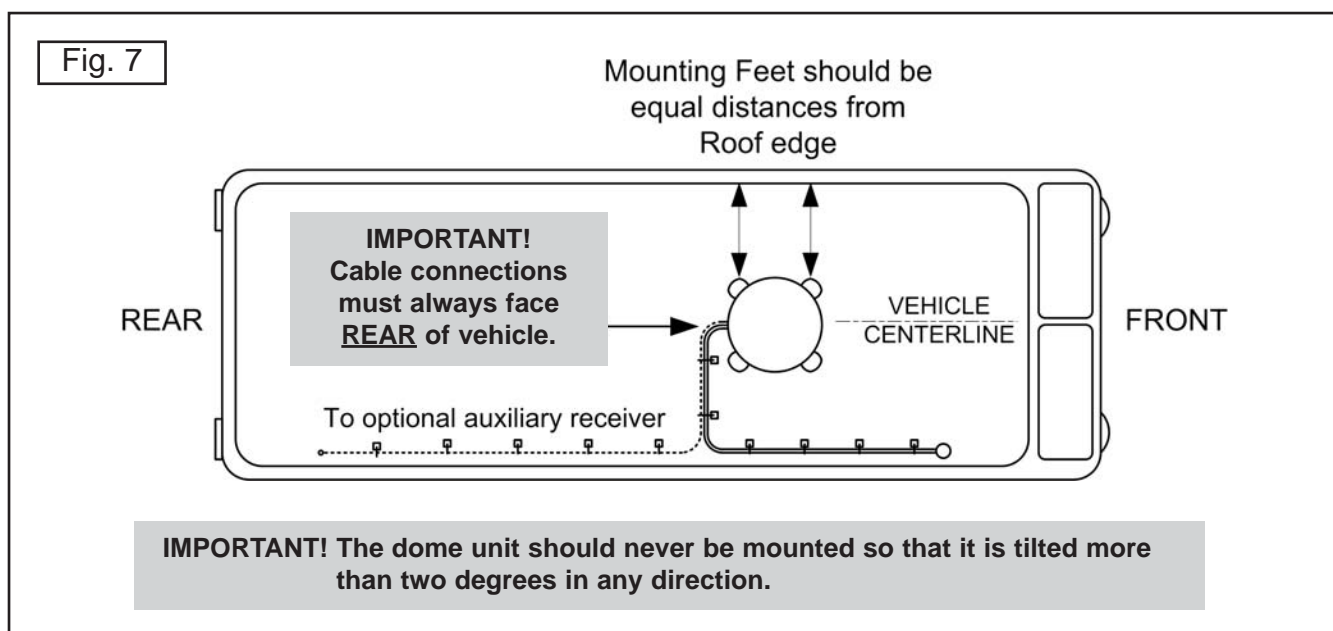 Fig. 7
Mounting Feet should be
equal distances from
Roof edge
IMPORTANT!
Cable connections
must always face
REAR of vehicle.
REAR
VEHICLE
CENTERLINE
FRONT
To optional auxiliary receiver
IMPORTANT! The dome unit should never be mounted so that it is tilted more
than two degrees in any direction.